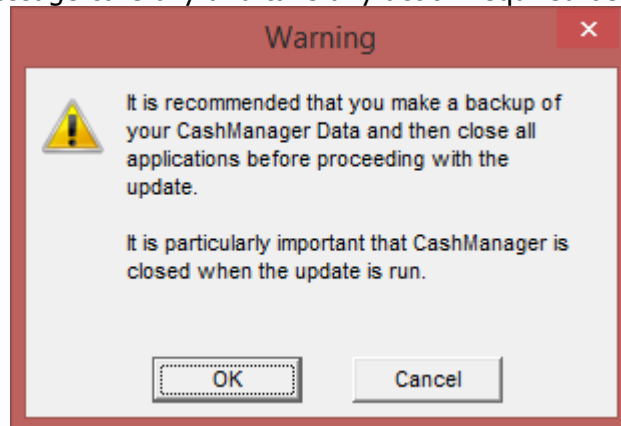 Warning
It is recommended that you make a backup of
your CashManager Data and then close all
applications before proceeding with the
update.
It is particularly important that CashManager is
closed when the update is run.
OK Cancel